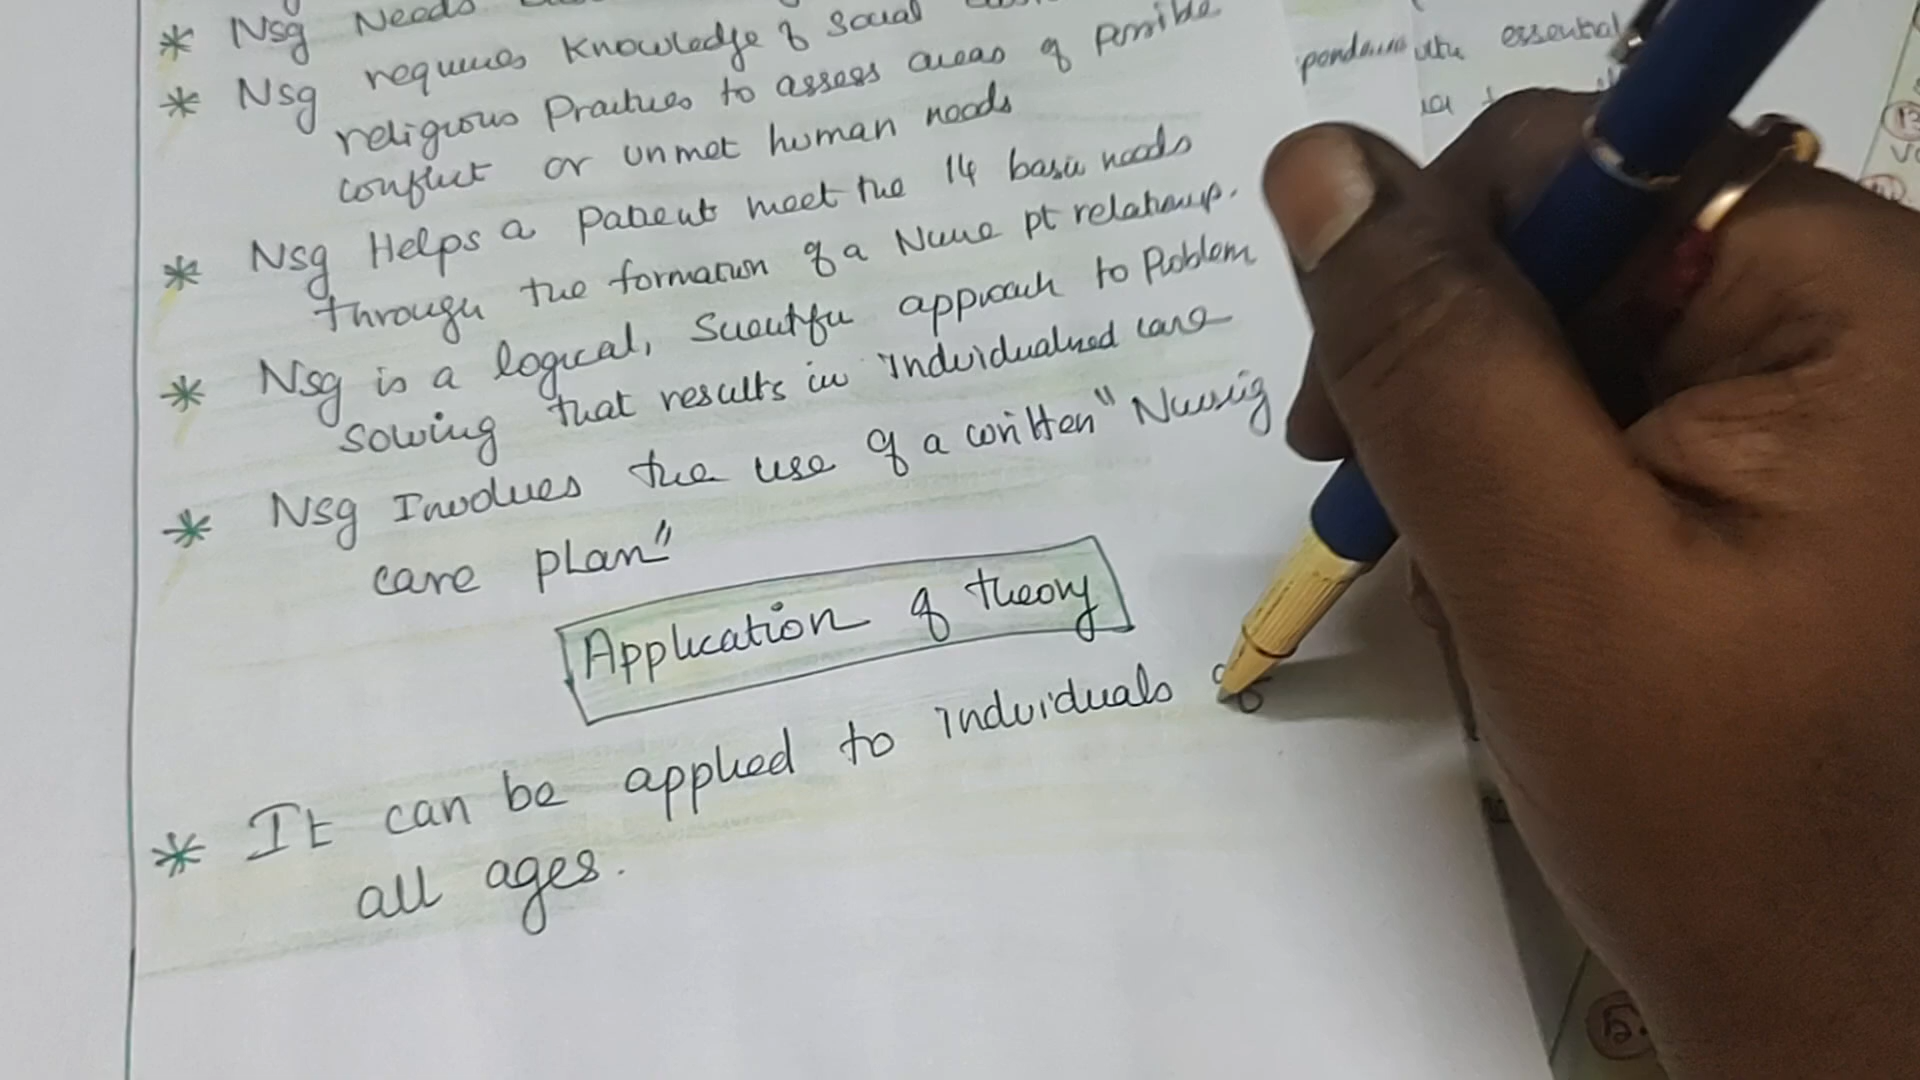 * Nsg Needs
* Nsg requires knowledge of social
religious Practices to assess areas of possible
conflict or unmet human needs
* Nsg Helps a patient meet the 14 basic needs
through the formation of a Nurse pt relationship.
* Nsg is a logical, Scientific approach to Problem
solving that results in individualized care
* Nsg Involves the use of a written "Nursing
care plan"
Application of theory
* It can be applied to individuals of
all ages.
essential
12.